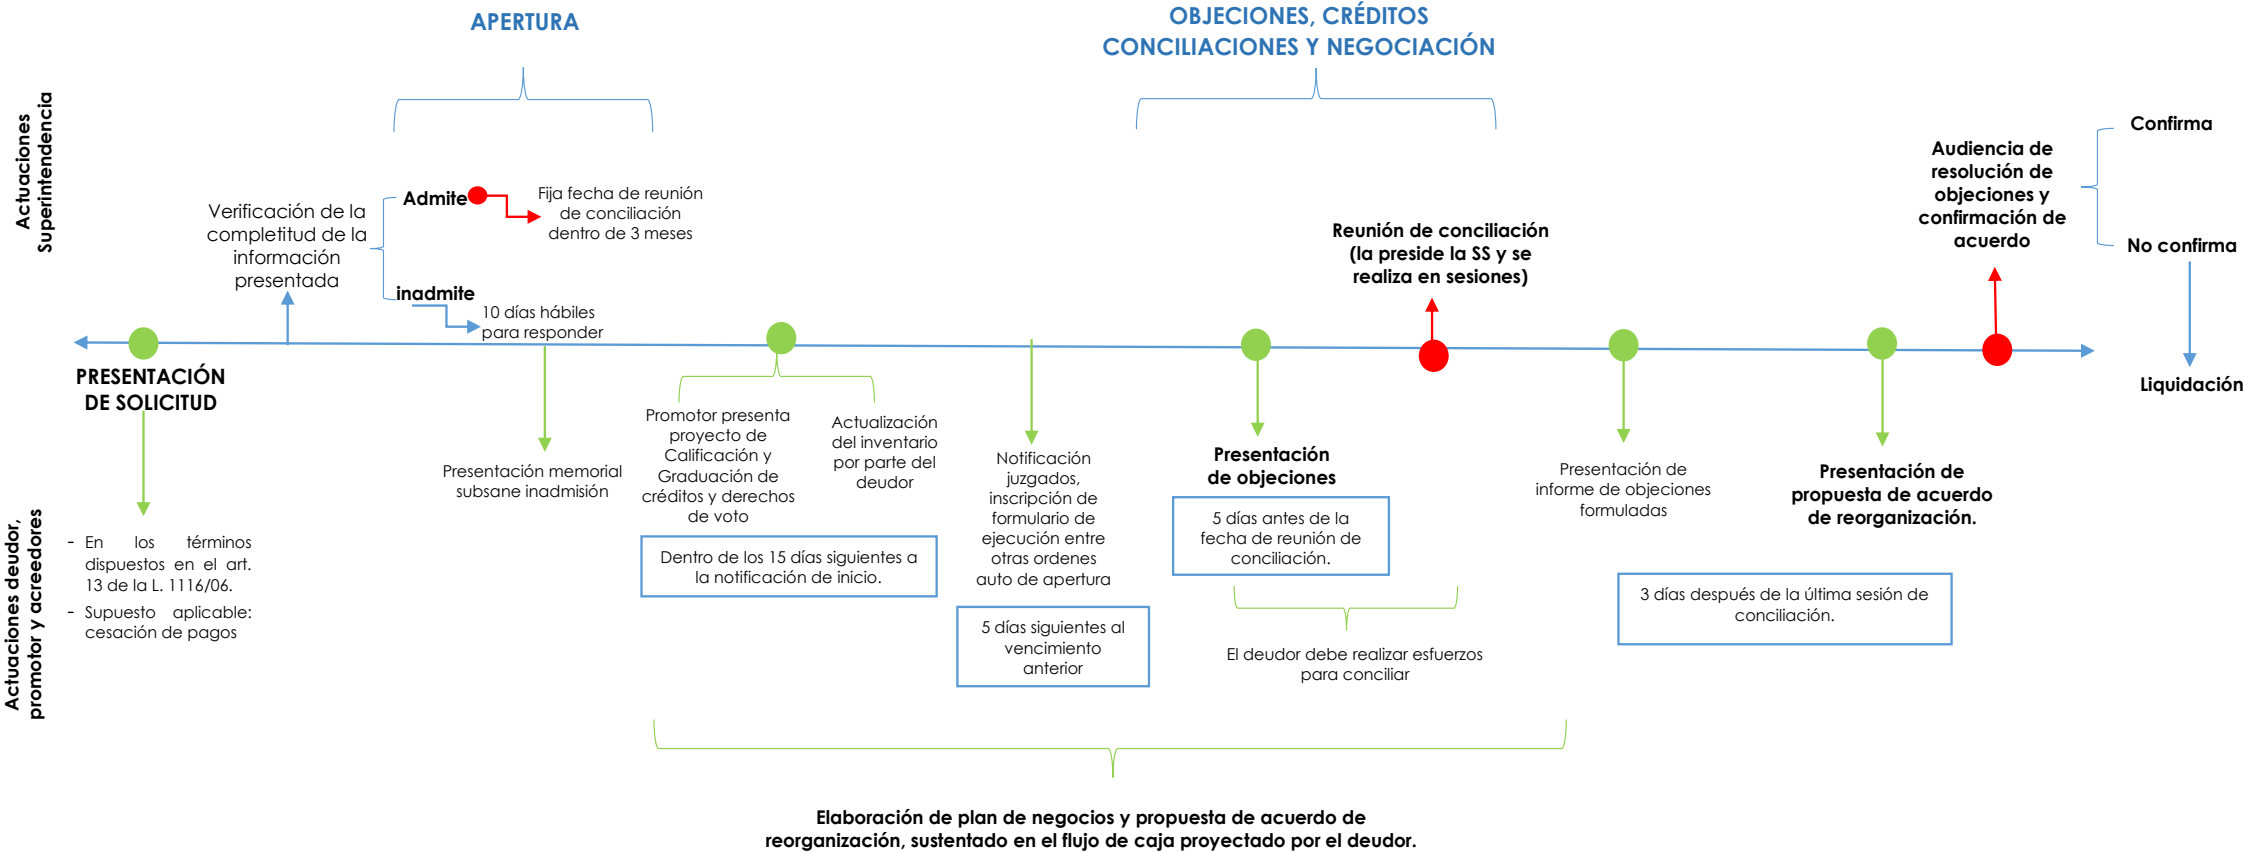 APERTURA
OBJECIONES, CRÉDITOS
CONCILIACIONES Y NEGOCIACIÓN
Actuaciones
Superintendencia
Verificación de la
completitud de la
información
presentada
Admite
Fija fecha de reunión
de conciliación
dentro de 3 meses
inadmite
10 días hábiles
para responder
Reunión de conciliación
(la preside la SS y se
realiza en sesiones)
Audiencia de
resolución de
objeciones y
confirmación de
acuerdo
Confirma
No confirma
Liquidación
Actuaciones deudor,
promotor y acreedores
PRESENTACIÓN
DE SOLICITUD
- En los términos
dispuestos en el art.
13 de la L. 1116/06.
- Supuesto aplicable:
cesación de pagos
Presentación memorial
subsane inadmisión
Promotor presenta
proyecto de
Calificación y
Graduación de
créditos y derechos
de voto
Actualización
del inventario
por parte del
deudor
Dentro de los 15 días siguientes a
la notificación de inicio.
Notificación
juzgados,
inscripción de
formulario de
ejecución entre
otras ordenes
auto de apertura
5 días siguientes al
vencimiento
anterior
Presentación
de objeciones
5 días antes de la
fecha de reunión de
conciliación.
El deudor debe realizar esfuerzos
para conciliar
Presentación de
informe de objeciones
formuladas
Presentación de
propuesta de acuerdo
de reorganización.
3 días después de la última sesión de
conciliación.
Elaboración de plan de negocios y propuesta de acuerdo de
reorganización, sustentado en el flujo de caja proyectado por el deudor.